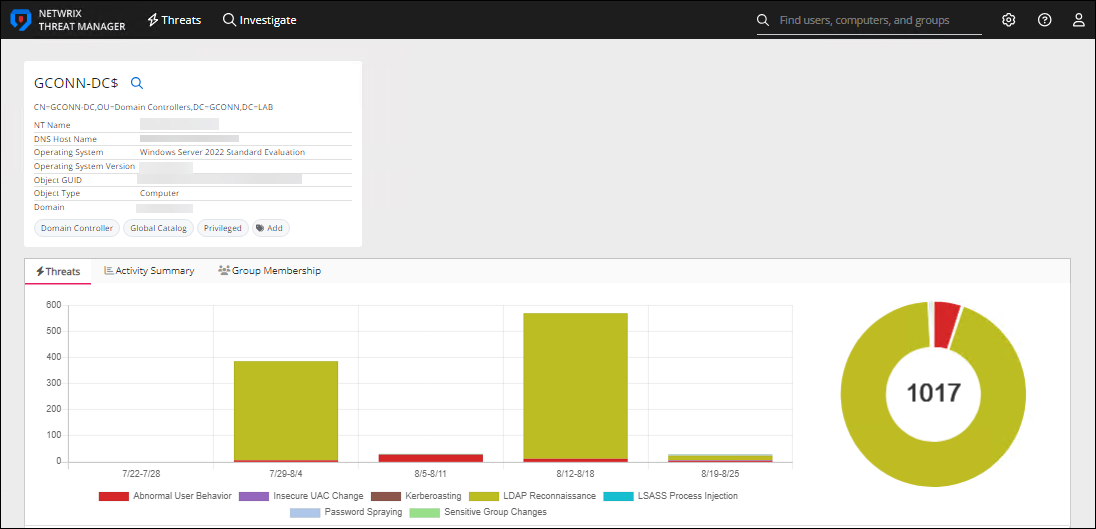 NETWRIX
THREAT MANAGER
Threats
Investigate
Find users, computers, and groups
GCONN-DC$
CN=GCONN-DC,OU=Domain Controllers,DC=GCONN,DC=LAB
NT Name
DNS Host Name
Operating System Windows Server 2022 Standard Evaluation
Operating System Version
Object GUID
Object Type Computer
Domain
Domain Controller Global Catalog Privileged Add
Threats Activity Summary Group Membership
600
500
400
300
200
100
0
7/22-7/28 7/29-8/4 8/5-8/11 8/12-8/18 8/19-8/25
Abnormal User Behavior Insecure UAC Change Kerberoasting LDAP Reconnaissance LSASS Process Injection
Password Spraying Sensitive Group Changes
1017